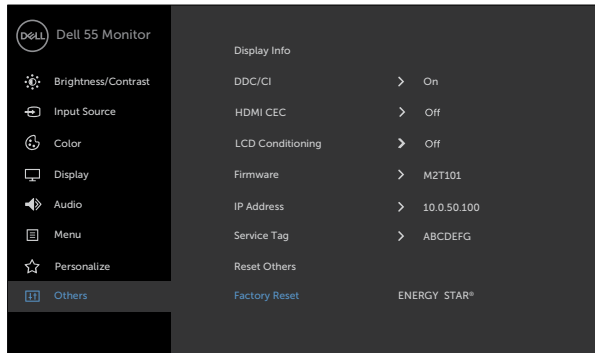 DELL Dell 55 Monitor
Display Info
Brightness/Contrast DDC/CI On
Input Source HDMI CEC Off
Color LCD Conditioning Off
Display Firmware M2T101
Audio IP Address 10.0.50.100
Menu Service Tag ABCDEFG
Personalize Reset Others
Others Factory Reset ENERGY STAR®